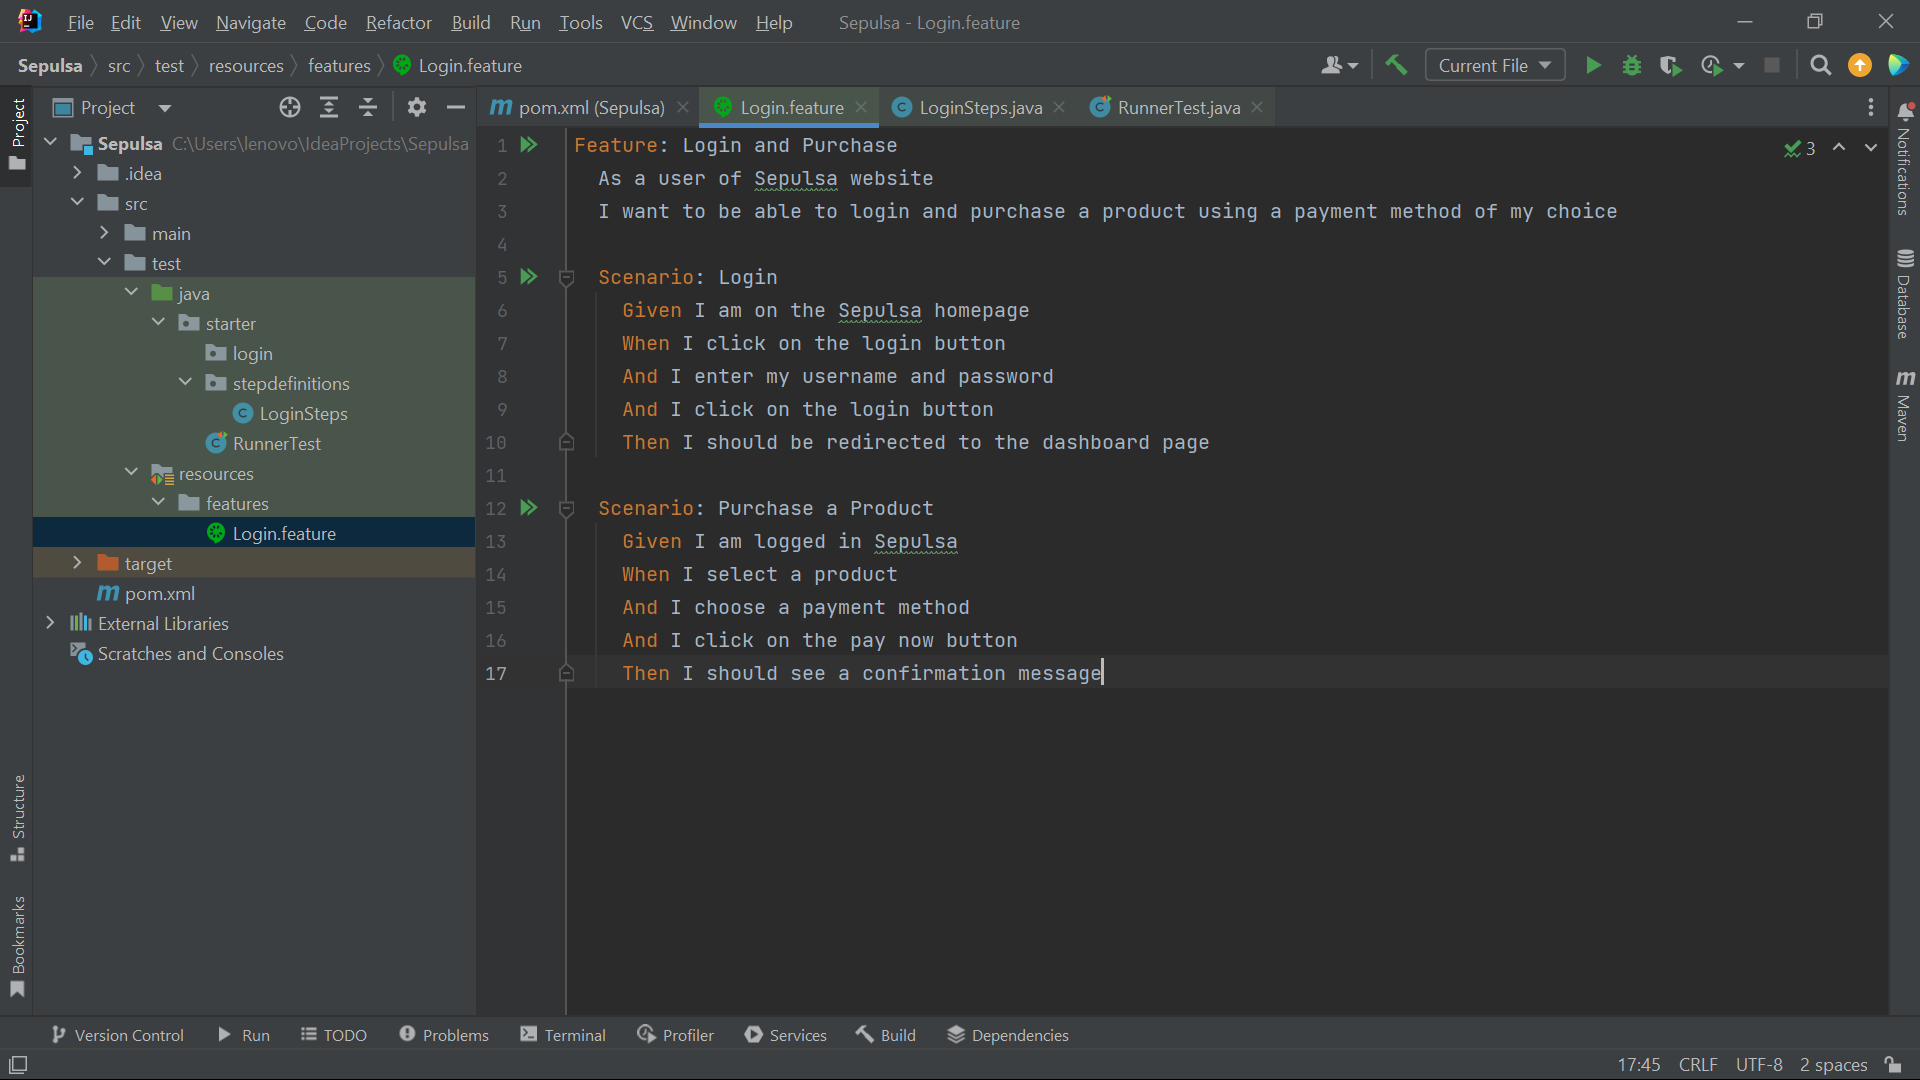 File Edit View Navigate Code Refactor Build Run Tools VCS Window Help Sepulsa - Login.feature
Sepulsa src test resources features Login.feature Current File
Project
pom.xml (Sepulsa) Login.feature LoginSteps.java RunnerTest.java
Project
Sepulsa C:\Users\lenovo\IdeaProjects\Sepulsa
.idea
src
main
test
java
starter
login
stepdefinitions
LoginSteps
RunnerTest
resources
features
Login.feature
target
pom.xml
External Libraries
Scratches and Consoles
Structure
Bookmarks
1 Feature: Login and Purchase
2 As a user of Sepulsa website
3 I want to be able to login and purchase a product using a payment method of my choice
4
5 Scenario: Login
6 Given I am on the Sepulsa homepage
7 When I click on the login button
8 And I enter my username and password
9 And I click on the login button
10 Then I should be redirected to the dashboard page
11
12 Scenario: Purchase a Product
13 Given I am logged in Sepulsa
14 When I select a product
15 And I choose a payment method
16 And I click on the pay now button
17 Then I should see a confirmation message
3
Notifications
Database
m
Maven
Version Control Run TODO Problems Terminal Profiler Services Build Dependencies
17:45 CRLF UTF-8 2 spaces